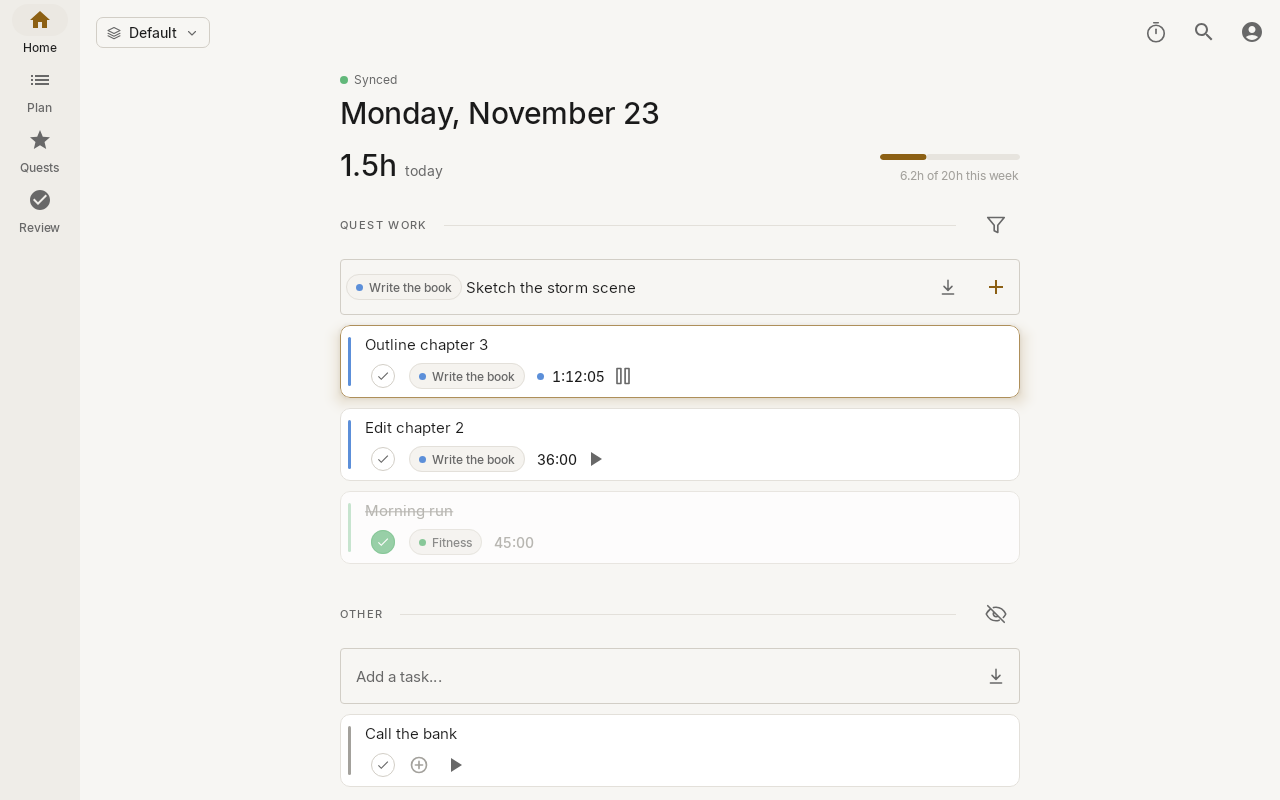 Home
Plan
Quests
Review
Default
Synced
Monday, November 23
1.5h today
6.2h of 20h this week
QUEST WORK
Write the book Sketch the storm scene
Outline chapter 3
Write the book 1:12:05
Edit chapter 2
Write the book 36:00
Morning run
Fitness 45:00
OTHER
Add a task...
Call the bank